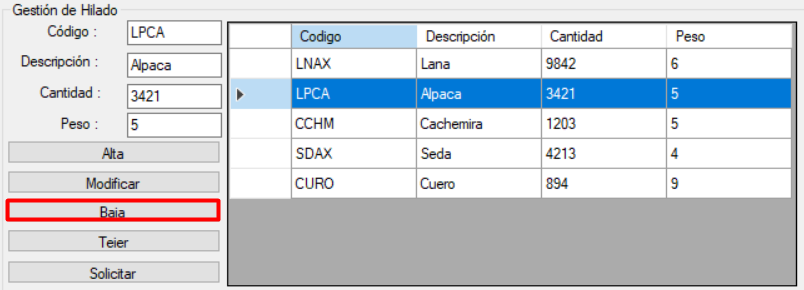 Gestión de Hilado
Código : LPCA
Descripción : Alpaca
Cantidad : 3421
Peso : 5
Alta
Modificar
Baja
Tejer
Solicitar
Codigo Descripción Cantidad Peso
LNAX Lana 9842 6
LPCA Alpaca 3421 5
CCHM Cachemira 1203 5
SDAX Seda 4213 4
CURO Cuero 894 9